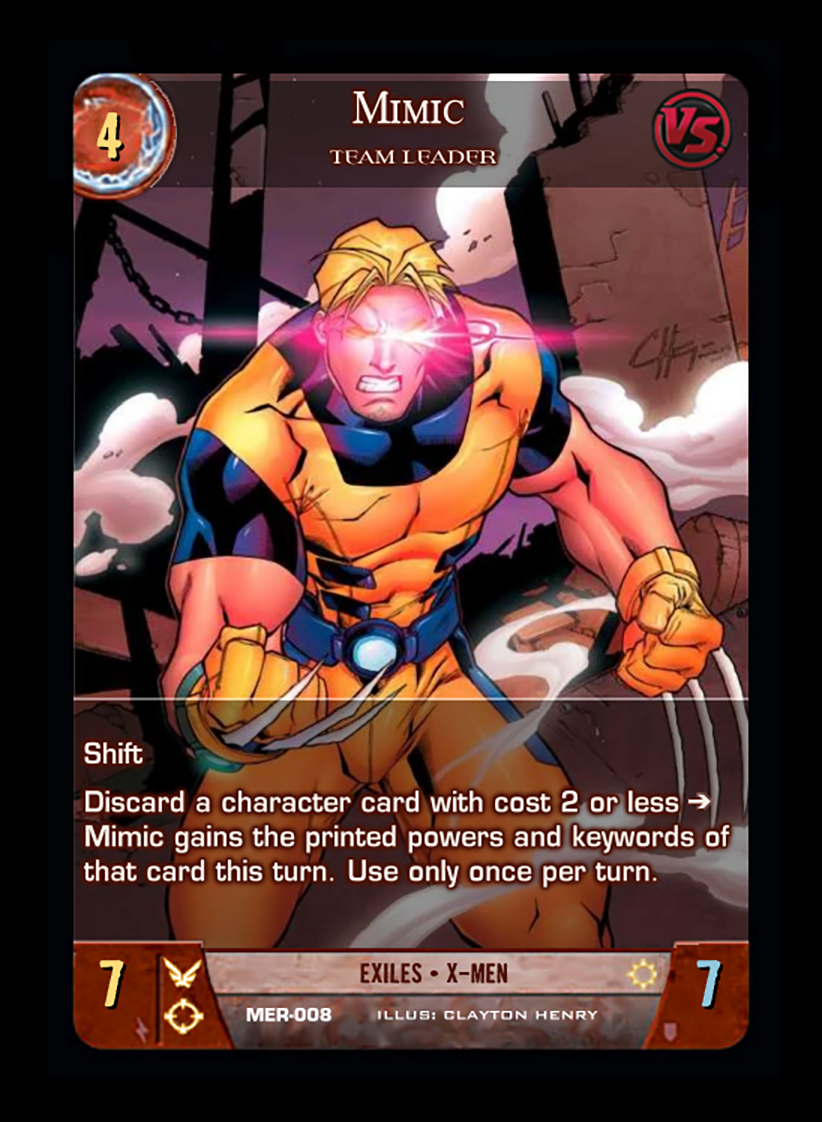 4
Mimic
TEAM LEADER
VS.
Shift
Discard a character card with cost 2 or less ➔
Mimic gains the printed powers and keywords of
that card this turn. Use only once per turn.
7
EXILES • X-MEN
7
MER-008 ILLUS: CLAYTON HENRY